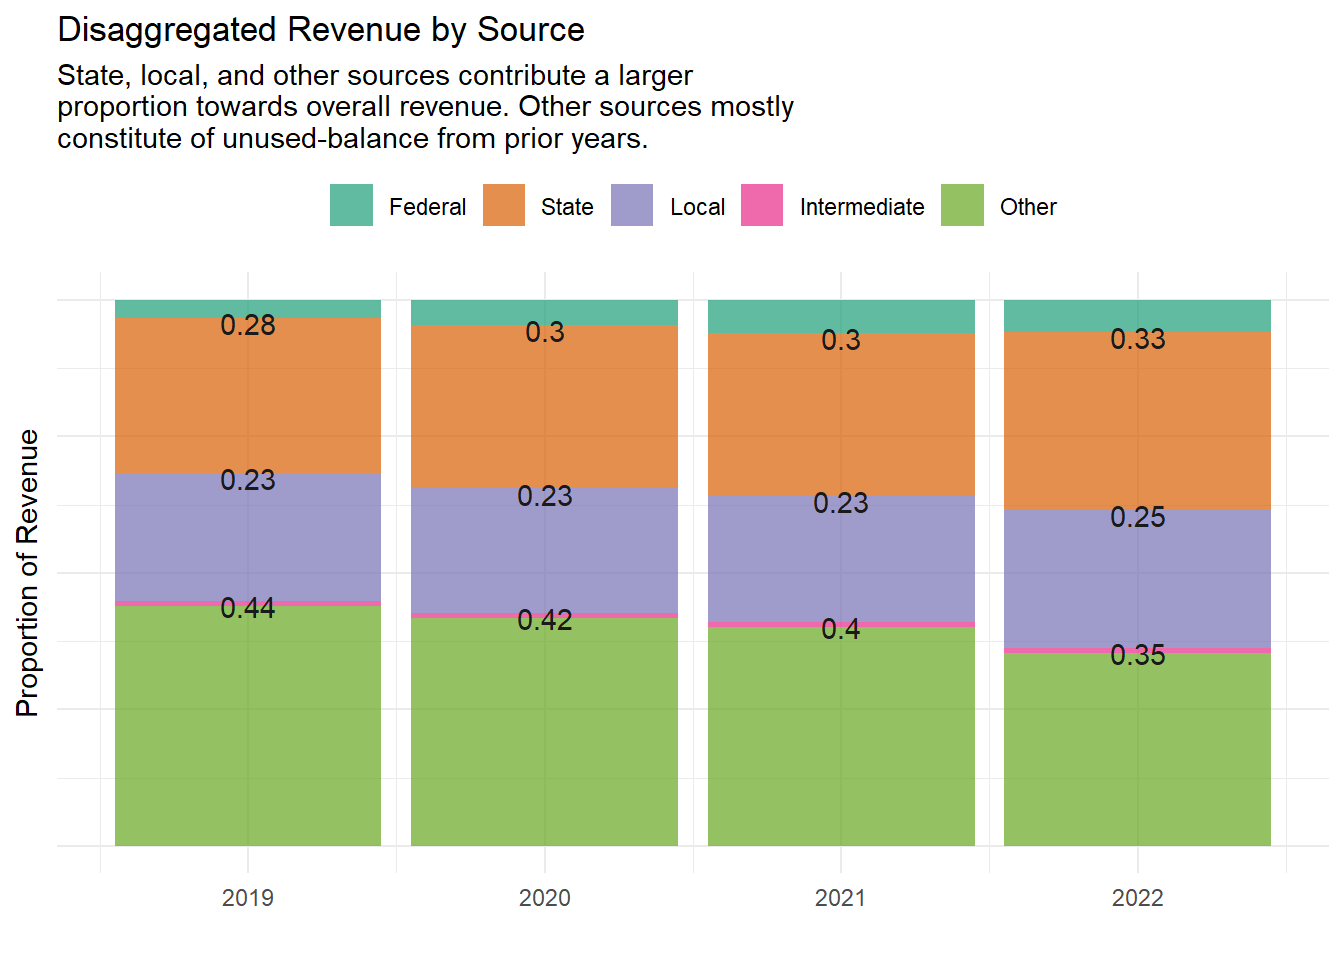 Disaggregated Revenue by Source
State, local, and other sources contribute a larger
proportion towards overall revenue. Other sources mostly
constitute of unused-balance from prior years.
Federal State Local Intermediate Other
Proportion of Revenue
0.28 0.3 0.3 0.33
0.23 0.23 0.23 0.25
0.44 0.42 0.4 0.35
2019 2020 2021 2022